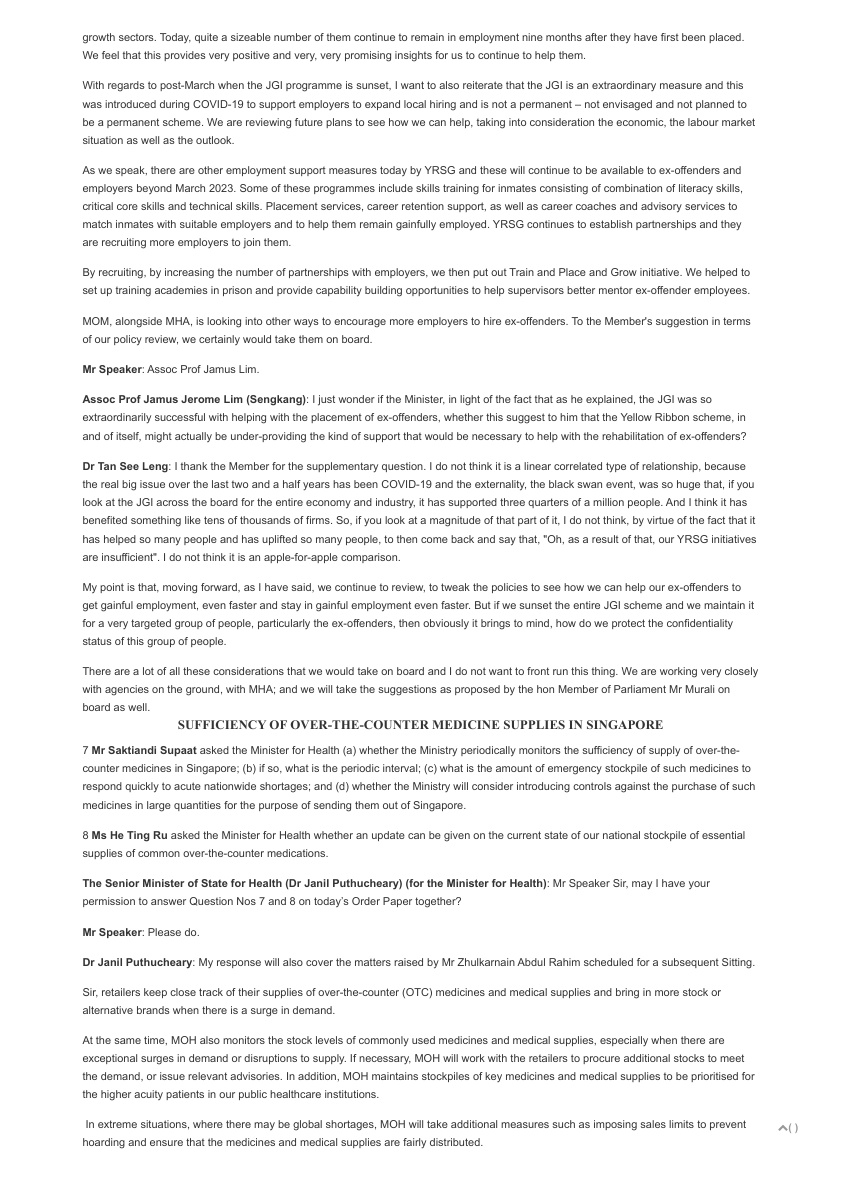 growth sectors. Today, quite a sizeable number of them continue to remain in employment nine months after they have first been placed.
We feel that this provides very positive and very, very promising insights for us to continue to help them.
With regards to post-March when the JGI programme is sunset, I want to also reiterate that the JGI is an extraordinary measure and this
was introduced during COVID-19 to support employers to expand local hiring and is not a permanent – not envisaged and not planned to
be a permanent scheme. We are reviewing future plans to see how we can help, taking into consideration the economic, the labour market
situation as well as the outlook.
As we speak, there are other employment support measures today by YRSG and these will continue to be available to ex-offenders and
employers beyond March 2023. Some of these programmes include skills training for inmates consisting of combination of literacy skills,
critical core skills and technical skills. Placement services, career retention support, as well as career coaches and advisory services to
match inmates with suitable employers and to help them remain gainfully employed. YRSG continues to establish partnerships and they
are recruiting more employers to join them.
By recruiting, by increasing the number of partnerships with employers, we then put out Train and Place and Grow initiative. We helped to
set up training academies in prison and provide capability building opportunities to help supervisors better mentor ex-offender employees.
MOM, alongside MHA, is looking into other ways to encourage more employers to hire ex-offenders. To the Member's suggestion in terms
of our policy review, we certainly would take them on board.
Mr Speaker: Assoc Prof Jamus Lim.
Assoc Prof Jamus Jerome Lim (Sengkang): I just wonder if the Minister, in light of the fact that as he explained, the JGI was so
extraordinarily successful with helping with the placement of ex-offenders, whether this suggest to him that the Yellow Ribbon scheme, in
and of itself, might actually be under-providing the kind of support that would be necessary to help with the rehabilitation of ex-offenders?
Dr Tan See Leng: I thank the Member for the supplementary question. I do not think it is a linear correlated type of relationship, because
the real big issue over the last two and a half years has been COVID-19 and the externality, the black swan event, was so huge that, if you
look at the JGI across the board for the entire economy and industry, it has supported three quarters of a million people. And I think it has
benefited something like tens of thousands of firms. So, if you look at a magnitude of that part of it, I do not think, by virtue of the fact that it
has helped so many people and has uplifted so many people, to then come back and say that, "Oh, as a result of that, our YRSG initiatives
are insufficient". I do not think it is an apple-for-apple comparison.
My point is that, moving forward, as I have said, we continue to review, to tweak the policies to see how we can help our ex-offenders to
get gainful employment, even faster and stay in gainful employment even faster. But if we sunset the entire JGI scheme and we maintain it
for a very targeted group of people, particularly the ex-offenders, then obviously it brings to mind, how do we protect the confidentiality
status of this group of people.
There are a lot of all these considerations that we would take on board and I do not want to front run this thing. We are working very closely
with agencies on the ground, with MHA; and we will take the suggestions as proposed by the hon Member of Parliament Mr Murali on
board as well.
SUFFICIENCY OF OVER-THE-COUNTER MEDICINE SUPPLIES IN SINGAPORE
7 Mr Saktiandi Supaat asked the Minister for Health (a) whether the Ministry periodically monitors the sufficiency of supply of over-the-
counter medicines in Singapore; (b) if so, what is the periodic interval; (c) what is the amount of emergency stockpile of such medicines to
respond quickly to acute nationwide shortages; and (d) whether the Ministry will consider introducing controls against the purchase of such
medicines in large quantities for the purpose of sending them out of Singapore.
8 Ms He Ting Ru asked the Minister for Health whether an update can be given on the current state of our national stockpile of essential
supplies of common over-the-counter medications.
The Senior Minister of State for Health (Dr Janil Puthucheary) (for the Minister for Health): Mr Speaker Sir, may I have your
permission to answer Question Nos 7 and 8 on today's Order Paper together?
Mr Speaker: Please do.
Dr Janil Puthucheary: My response will also cover the matters raised by Mr Zhulkarnain Abdul Rahim scheduled for a subsequent Sitting.
Sir, retailers keep close track of their supplies of over-the-counter (OTC) medicines and medical supplies and bring in more stock or
alternative brands when there is a surge in demand.
At the same time, MOH also monitors the stock levels of commonly used medicines and medical supplies, especially when there are
exceptional surges in demand or disruptions to supply. If necessary, MOH will work with the retailers to procure additional stocks to meet
the demand, or issue relevant advisories. In addition, MOH maintains stockpiles of key medicines and medical supplies to be prioritised for
the higher acuity patients in our public healthcare institutions.
In extreme situations, where there may be global shortages, MOH will take additional measures such as imposing sales limits to prevent
hoarding and ensure that the medicines and medical supplies are fairly distributed.
( )